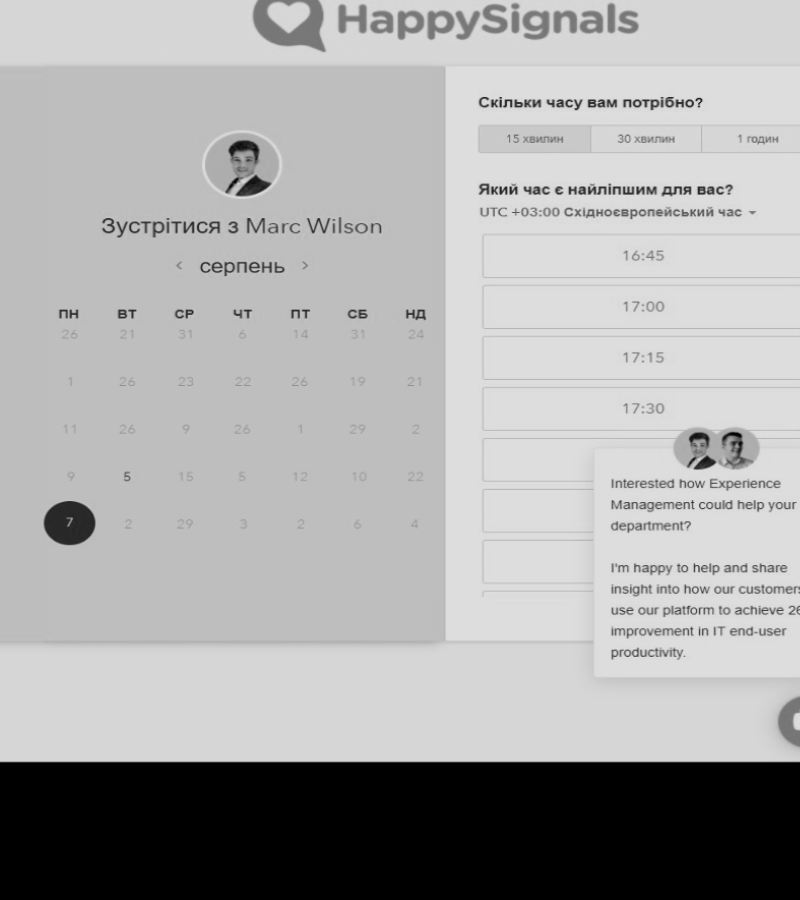 HappySignals
Зустрітися з Marc Wilson
< серпень >
ПН ВТ СР ЧТ ПТ СБ НД
26 21 31 6 14 31 24
1 26 23 22 26 19 21
11 26 9 26 1 29 2
9 5 15 5 12 10 22
7 2 29 3 2 6 4
Скільки часу вам потрібно?
15 хвилин 30 хвилин 1 годин
Який час є найліпшим для вас?
UTC +03:00 Східноєвропейський час
16:45
17:00
17:15
17:30
Interested how Experience
Management could help your
department?
I'm happy to help and share
insight into how our customers
use our platform to achieve 26
improvement in IT end-user
productivity.